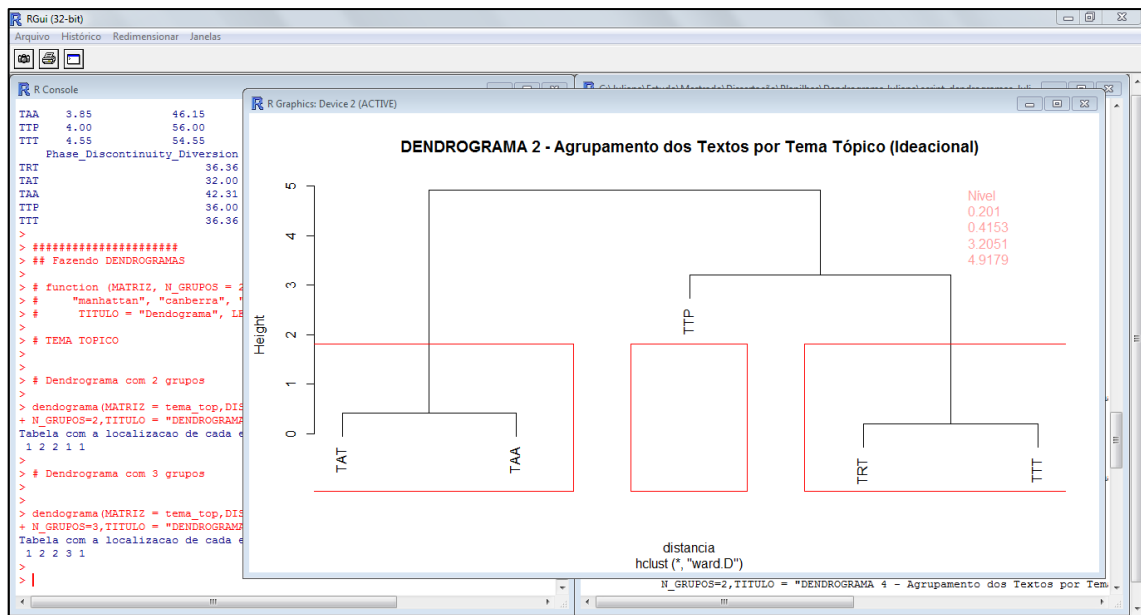 RGui (32-bit)
Arquivo Histórico Redimensionar Janelas
R Console
TAA 3.85 46.15
TTP 4.00 56.00
TTT 4.55 54.55
Phase_Discontinuity_Diversion
TRT 36.36
TAT 32.00
TAA 42.31
TTP 36.00
TTT 36.36
>
> ######################
> ## Fazendo DENDROGRAMAS
>
> # function (MATRIZ, N_GRUPOS = 2
> # "manhattan", "canberra", "
> # TITULO = "Dendograma", LE
>
> # TEMA TOPICO
>
>
> # Dendrograma com 2 grupos
>
> dendograma(MATRIZ = tema_top,DIS
+ N_GRUPOS=2,TITULO = "DENDROGRAMA
Tabela com a localizacao de cada e
1 2 2 1 1
>
> # Dendrograma com 3 grupos
>
>
> dendograma(MATRIZ = tema_top,DIS
+ N_GRUPOS=3,TITULO = "DENDROGRAMA
Tabela com a localizacao de cada e
1 2 2 3 1
>
>
R Graphics: Device 2 (ACTIVE)
DENDROGRAMA 2 - Agrupamento dos Textos por Tema Tópico (Ideacional)
Nível
0.201
0.4153
3.2051
4.9179
Height
5
4
3
2
1
0
TAT
TAA
TTP
TRT
TTT
distancia
hclust (*, "ward.D")
N_GRUPOS=2,TITULO = "DENDROGRAMA 4 - Agrupamento dos Textos por Tem